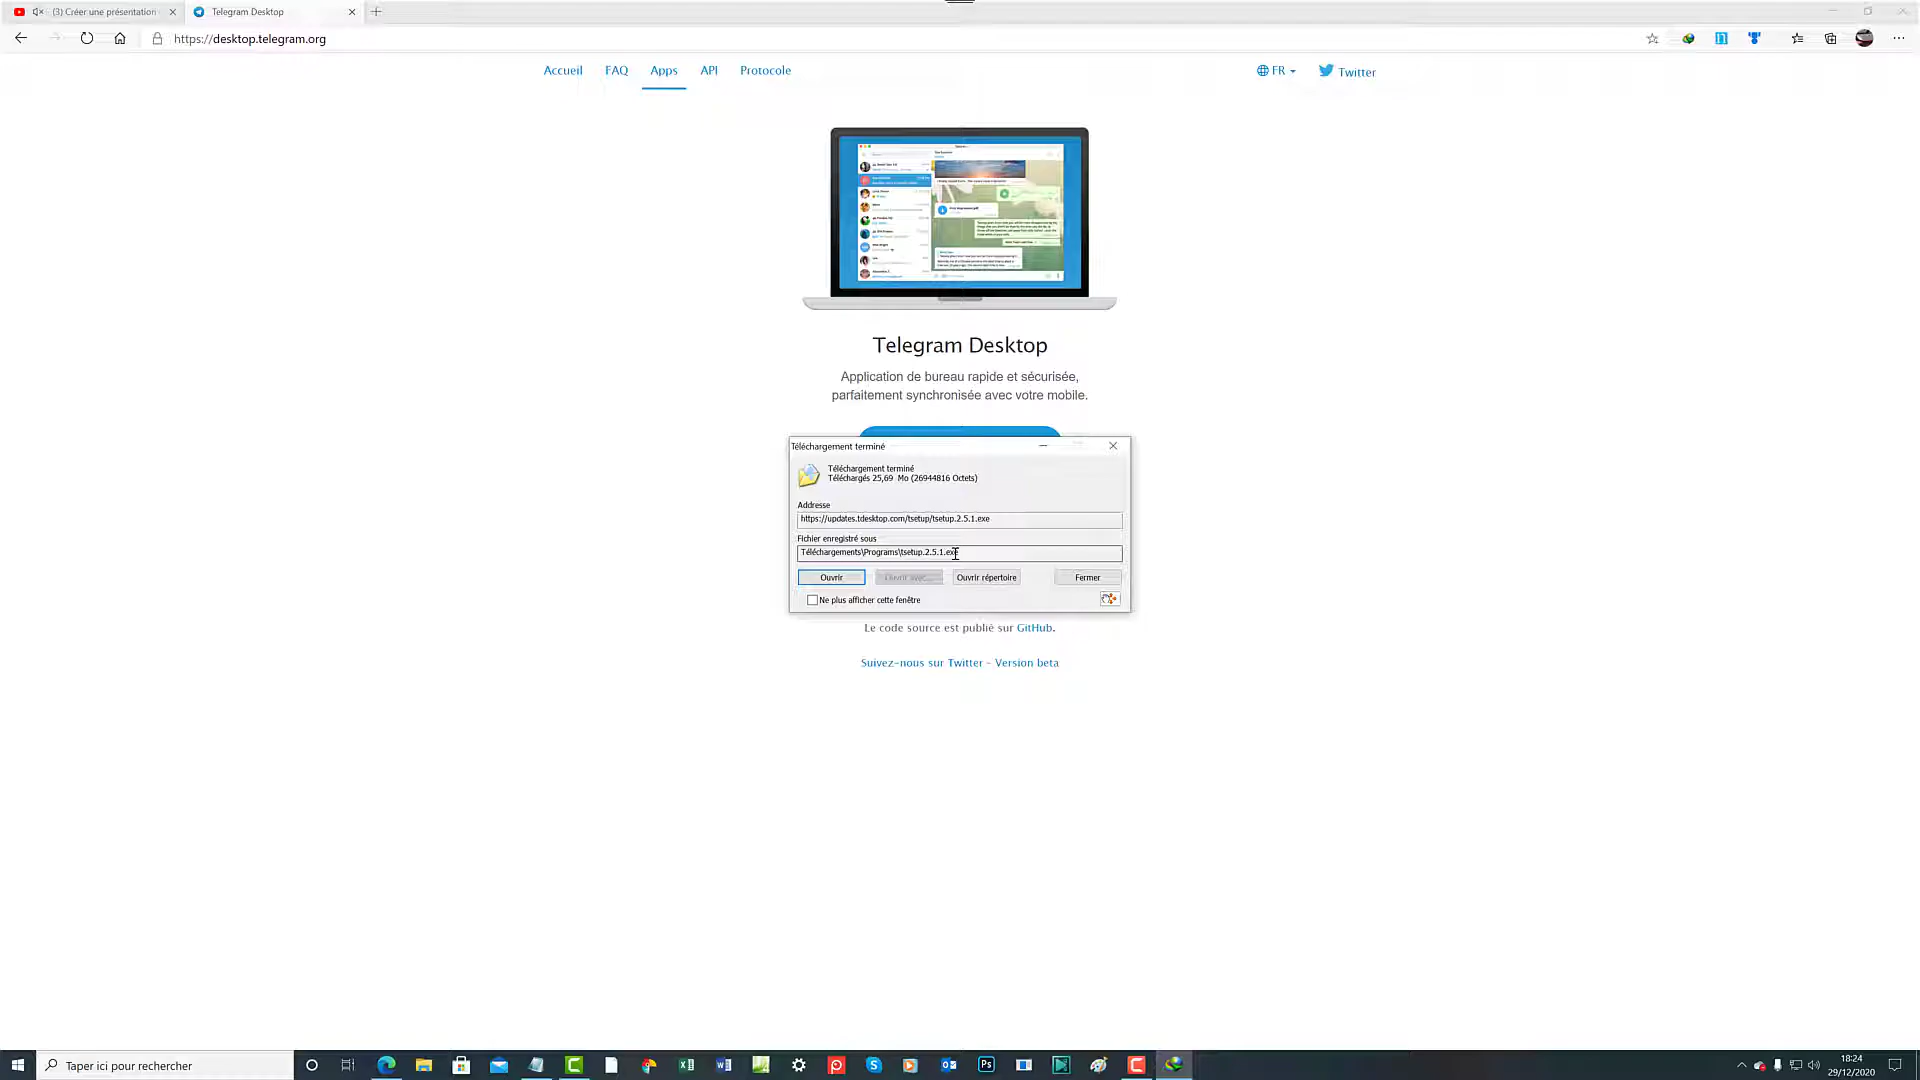 (3) Créer une présentation
Telegram Desktop
https://desktop.telegram.org
Accueil
FAQ
Apps
API
Protocole
FR
Twitter
Telegram Desktop
Application de bureau rapide et sécurisée,
parfaitement synchronisée avec votre mobile.
Téléchargement terminé
Téléchargement terminé
Téléchargés 25,69 Mo (26944816 Octets)
Addresse
https://updates.tdesktop.com/tsetup/tsetup.2.5.1.exe
Fichier enregistré sous
Téléchargements\Programs\tsetup.2.5.1.exe
Ouvrir
Ouvrir avec...
Ouvrir répertoire
Fermer
Ne plus afficher cette fenêtre
Le code source est publié sur GitHub.
Suivez-nous sur Twitter - Version beta
Taper ici pour rechercher
18:24
29/12/2020